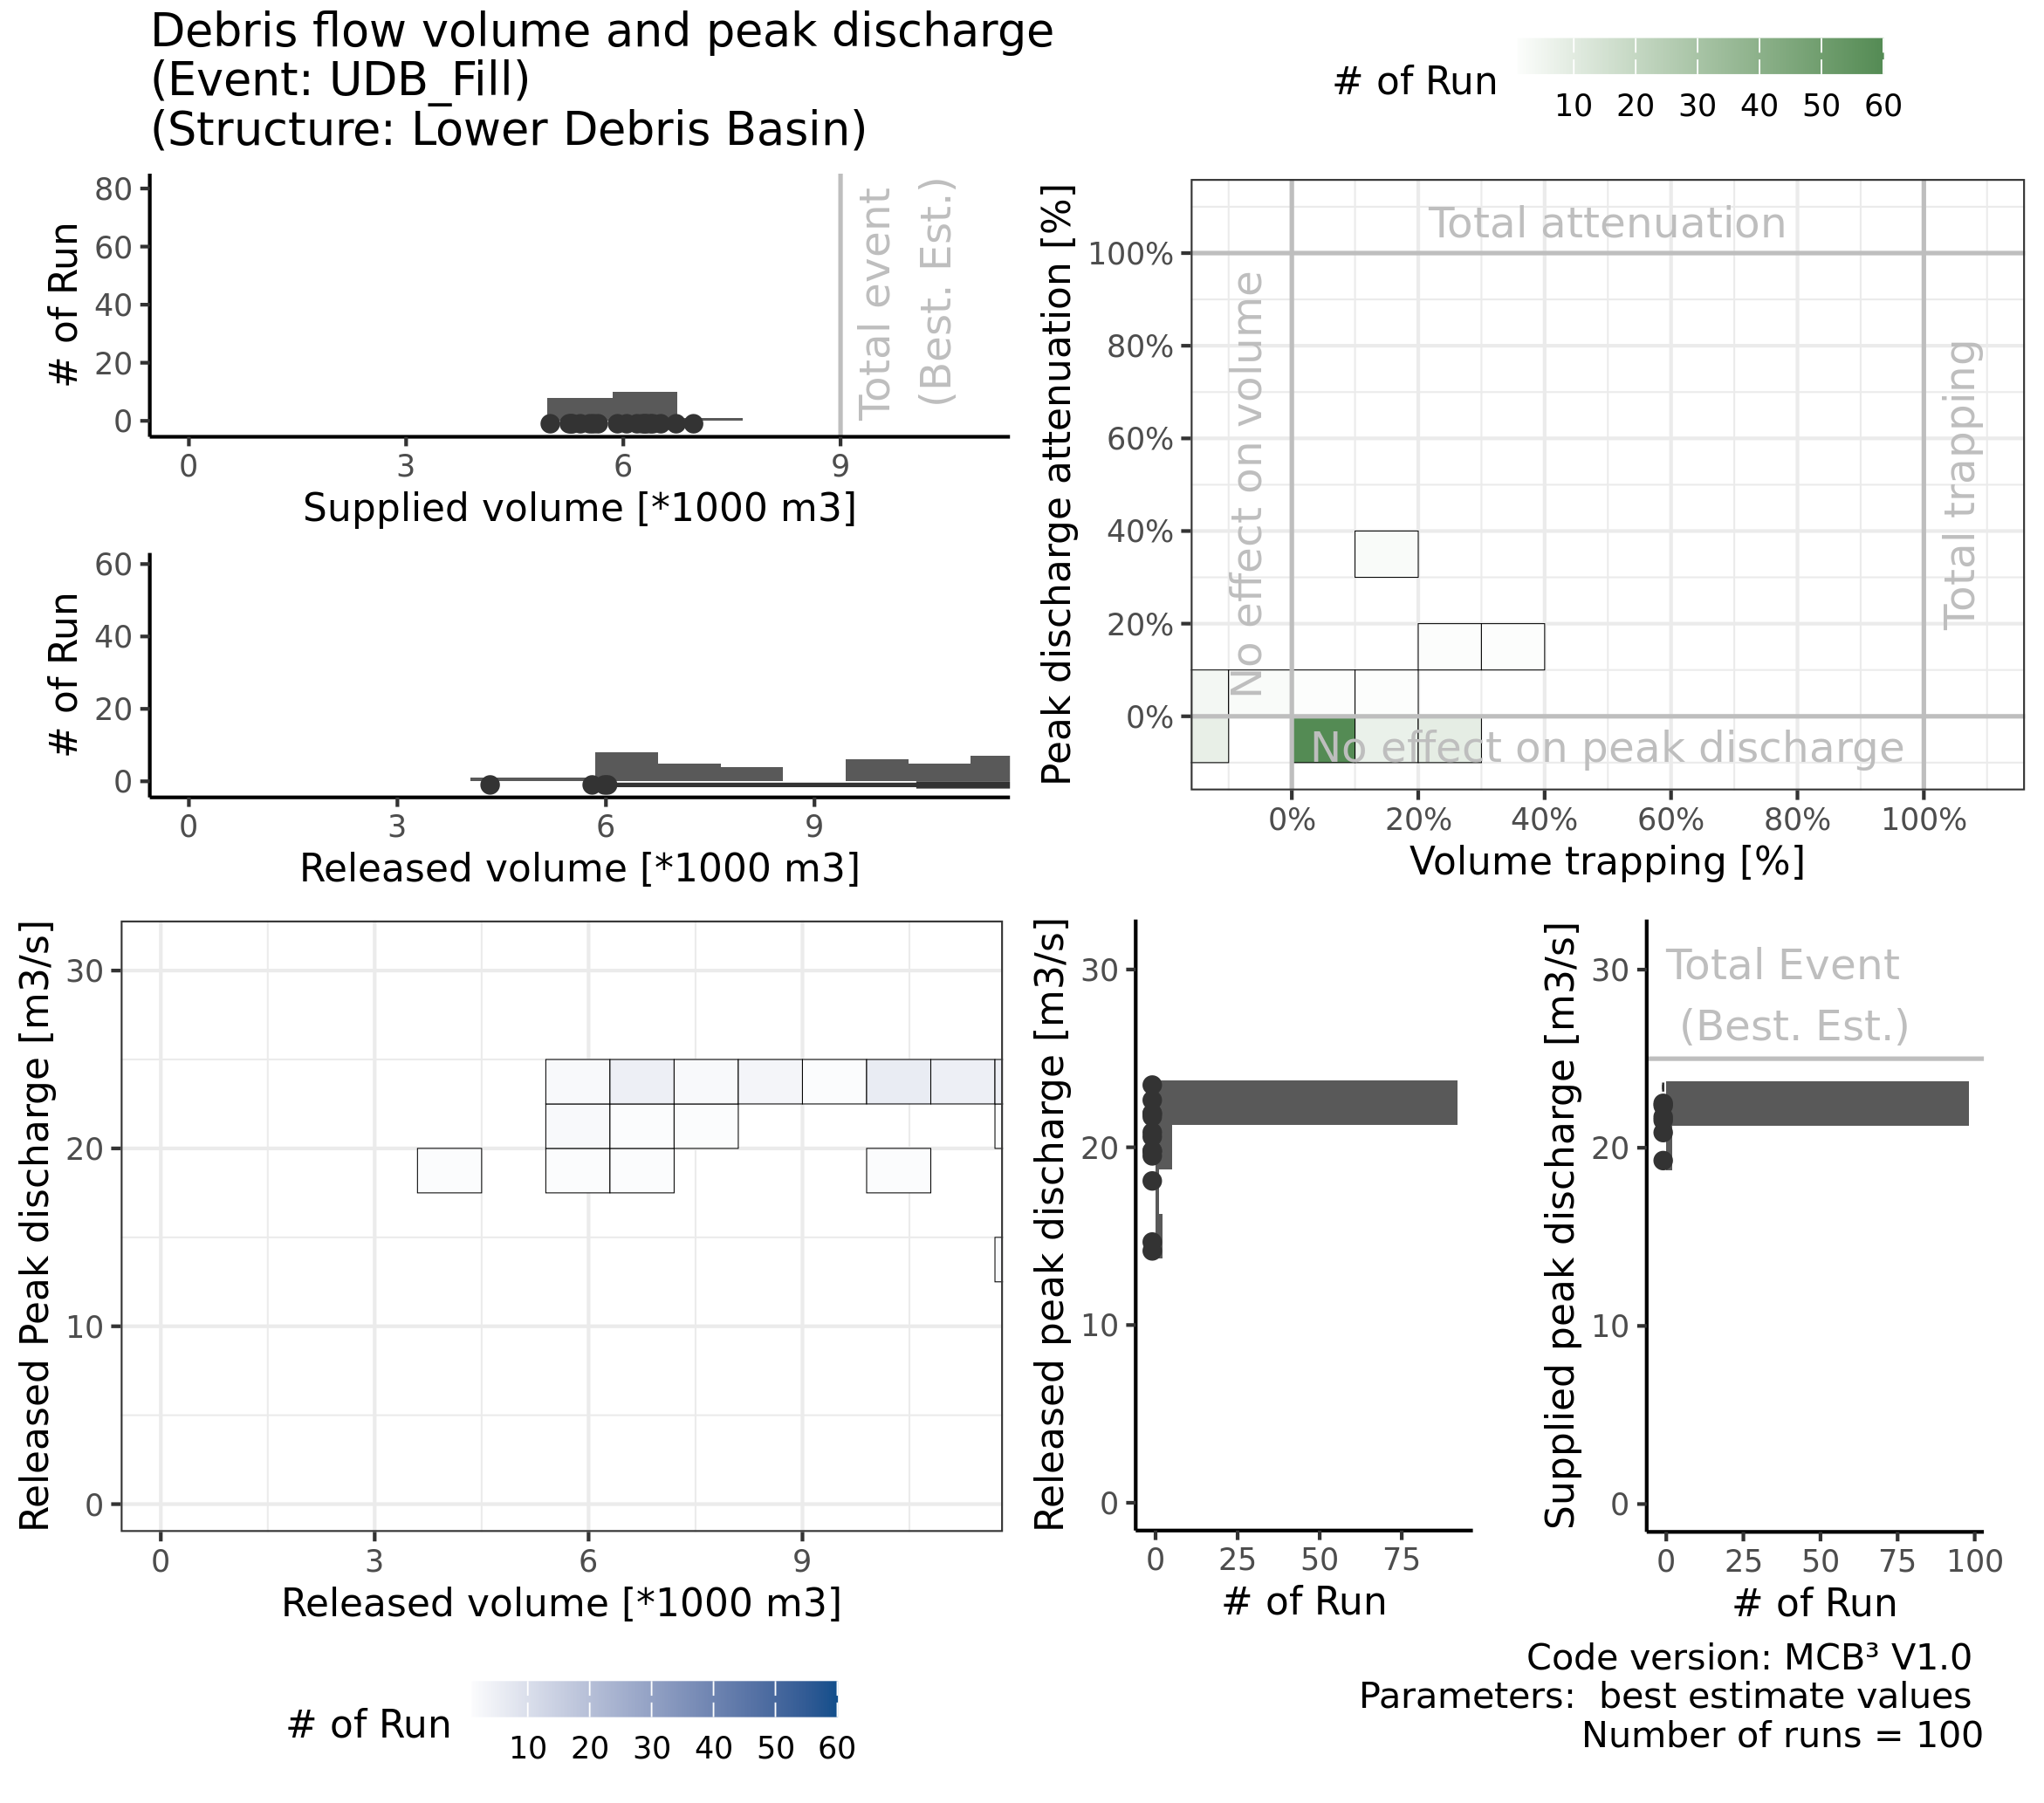 Debris flow volume and peak discharge
(Event: UDB_Fill)
(Structure: Lower Debris Basin)
# of Run
10 20 30 40 50 60
80
60
40
20
0
# of Run
Total event
(Best. Est.)
0 3 6 9
Supplied volume [*1000 m3]
60
40
20
0
# of Run
0 3 6 9
Released volume [*1000 m3]
Peak discharge attenuation [%]
100%
80%
60%
40%
20%
0%
Total attenuation
No effect on volume
Total trapping
No effect on peak discharge
0% 20% 40% 60% 80% 100%
Volume trapping [%]
Released Peak discharge [m3/s]
30
20
10
0
0 3 6 9
Released volume [*1000 m3]
# of Run
10 20 30 40 50 60
Released peak discharge [m3/s]
30
20
10
0
0 25 50 75
# of Run
Supplied peak discharge [m3/s]
30
20
10
0
Total Event
(Best. Est.)
0 25 50 75 100
# of Run
Code version: MCB³ V1.0
Parameters:  best estimate values
Number of runs = 100